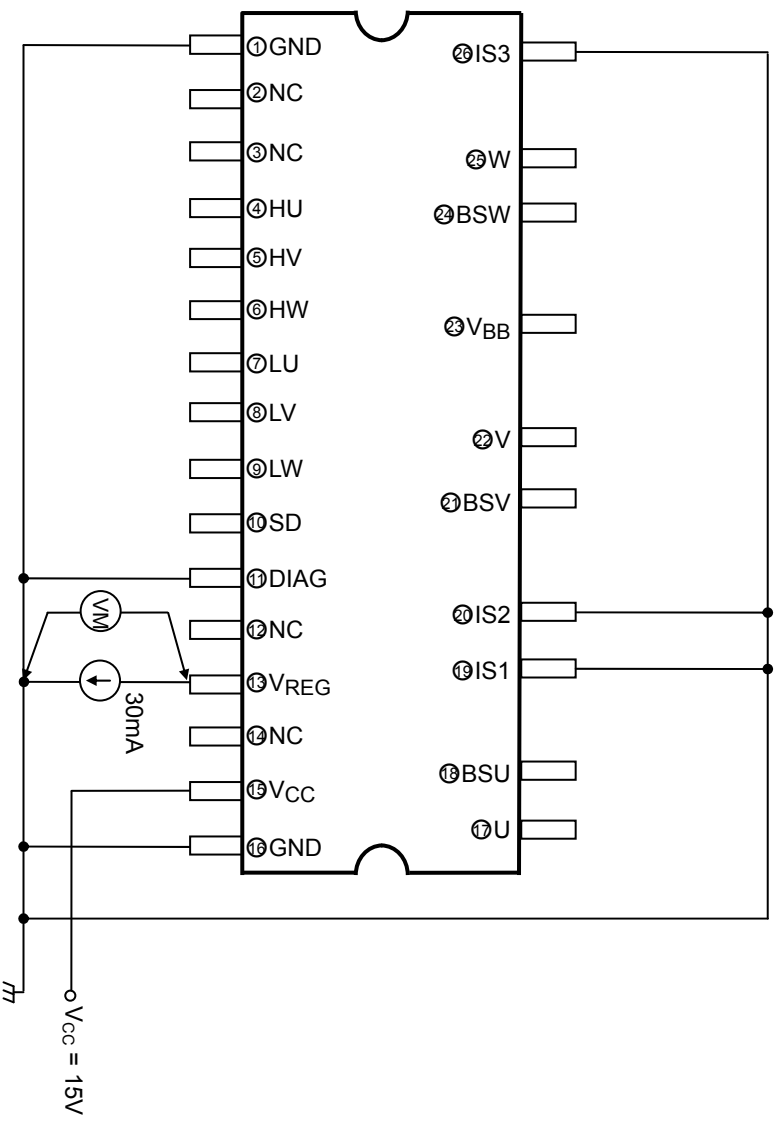 ①GND
②NC
③NC
④HU
⑤HV
⑥HW
⑦LU
⑧LV
⑨LW
⑩SD
⑪DIAG
⑫NC
⑬VREG
⑭NC
⑮VCC
⑯GND
㉖IS3
㉕W
㉔BSW
㉓VBB
㉒V
㉑BSV
⑳IS2
⑲IS1
⑱BSU
⑰U
VM
30mA
VCC = 15V